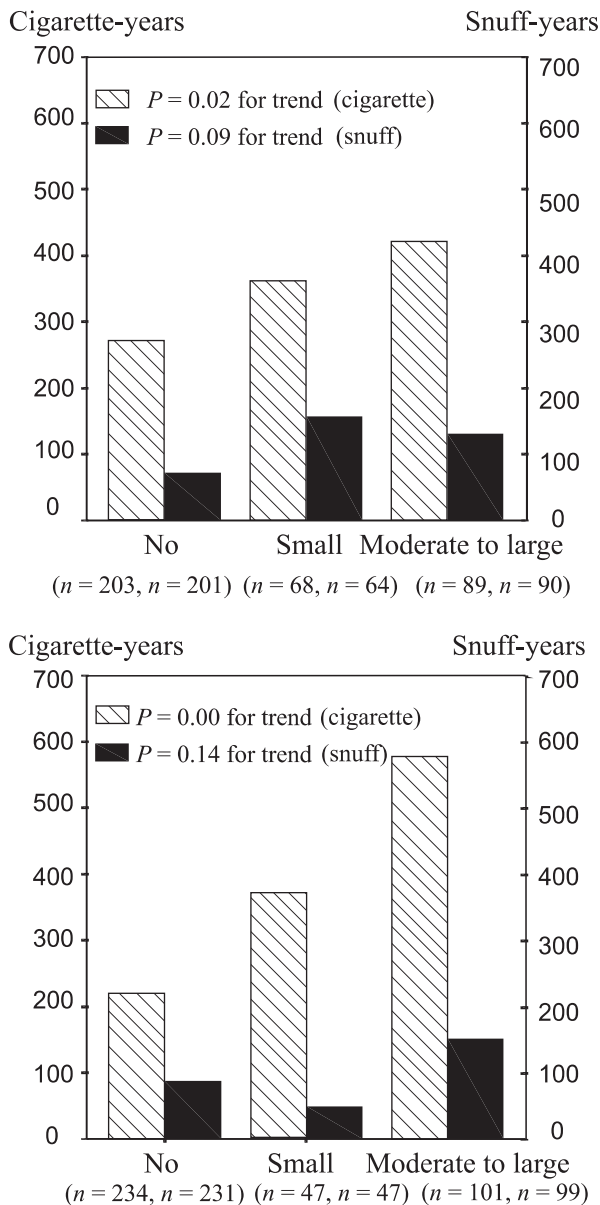 Cigarette-years Snuff-years
700 700
P = 0.02 for trend (cigarette)
600 600
P = 0.09 for trend (snuff)
500 500
400 400
300 300
200 200
100 100
0 0
No Small Moderate to large
(n = 203, n = 201) (n = 68, n = 64) (n = 89, n = 90)
Cigarette-years Snuff-years
700 700
P = 0.00 for trend (cigarette)
600 600
P = 0.14 for trend (snuff)
500 500
400 400
300 300
200 200
100 100
0 0
No Small Moderate to large
(n = 234, n = 231) (n = 47, n = 47) (n = 101, n = 99)